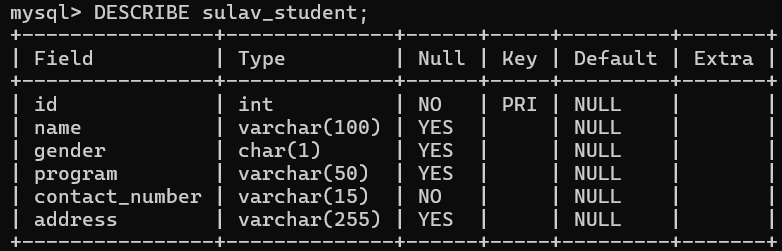 mysql> DESCRIBE sulav_student;
+----------------+--------------+------+-----+---------+-------+
| Field          | Type         | Null | Key | Default | Extra |
+----------------+--------------+------+-----+---------+-------+
| id             | int          | NO   | PRI | NULL    |       |
| name           | varchar(100) | YES  |     | NULL    |       |
| gender         | char(1)      | YES  |     | NULL    |       |
| program        | varchar(50)  | YES  |     | NULL    |       |
| contact_number | varchar(15)  | NO   |     | NULL    |       |
| address        | varchar(255) | YES  |     | NULL    |       |
+----------------+--------------+------+-----+---------+-------+